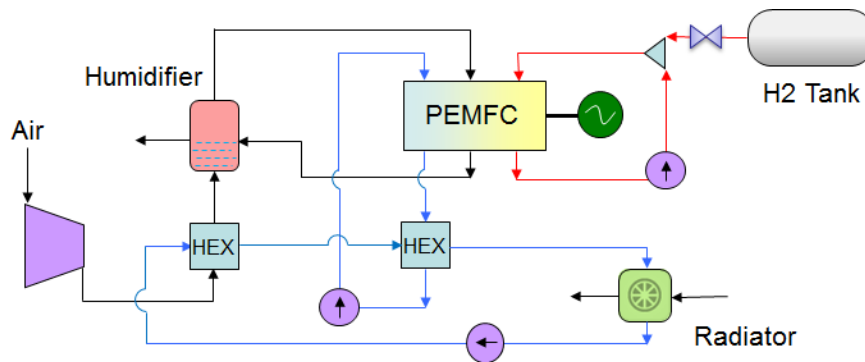 Humidifier
H2 Tank
PEMFC
Air
HEX
HEX
Radiator